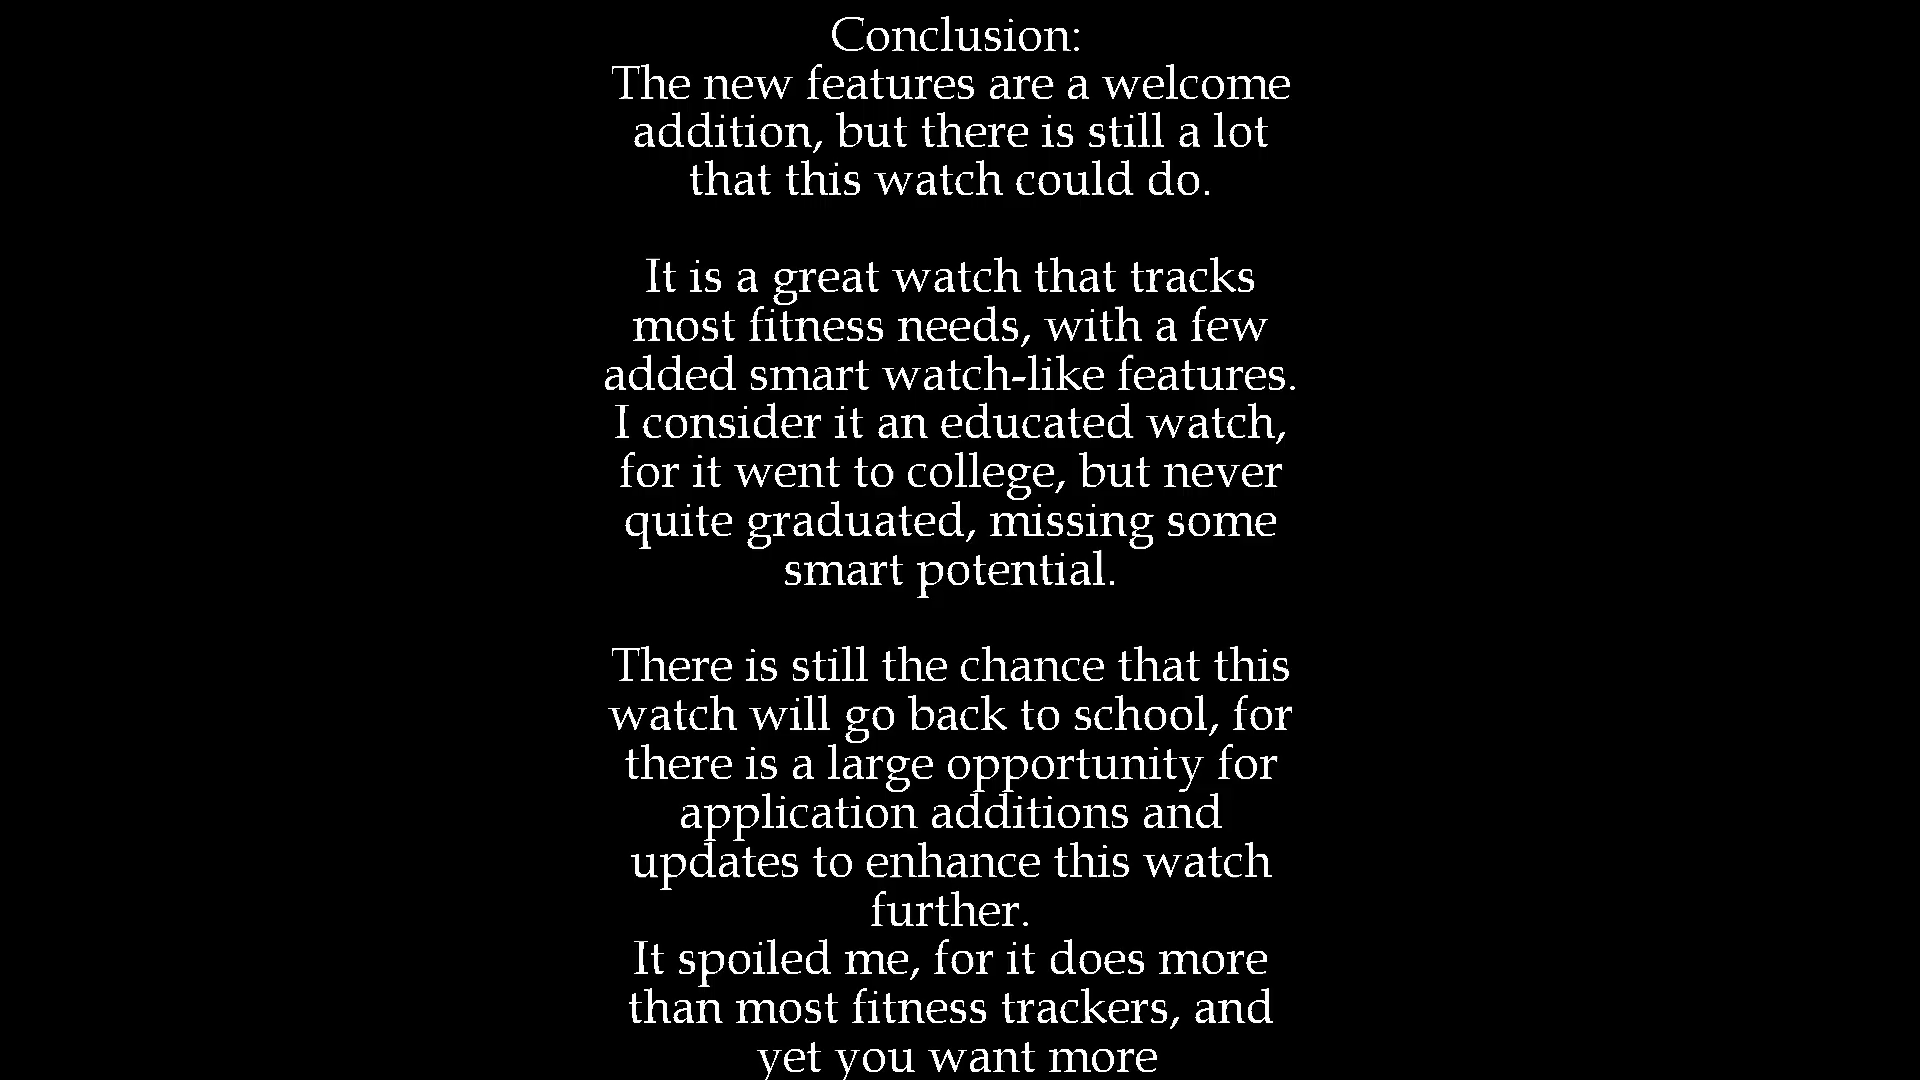 Conclusion:
The new features are a welcome
addition, but there is still a lot
that this watch could do.
It is a great watch that tracks
most fitness needs, with a few
added smart watch-like features.
I consider it an educated watch,
for it went to college, but never
quite graduated, missing some
smart potential.
There is still the chance that this
watch will go back to school, for
there is a large opportunity for
application additions and
updates to enhance this watch
further.
It spoiled me, for it does more
than most fitness trackers, and
yet you want more